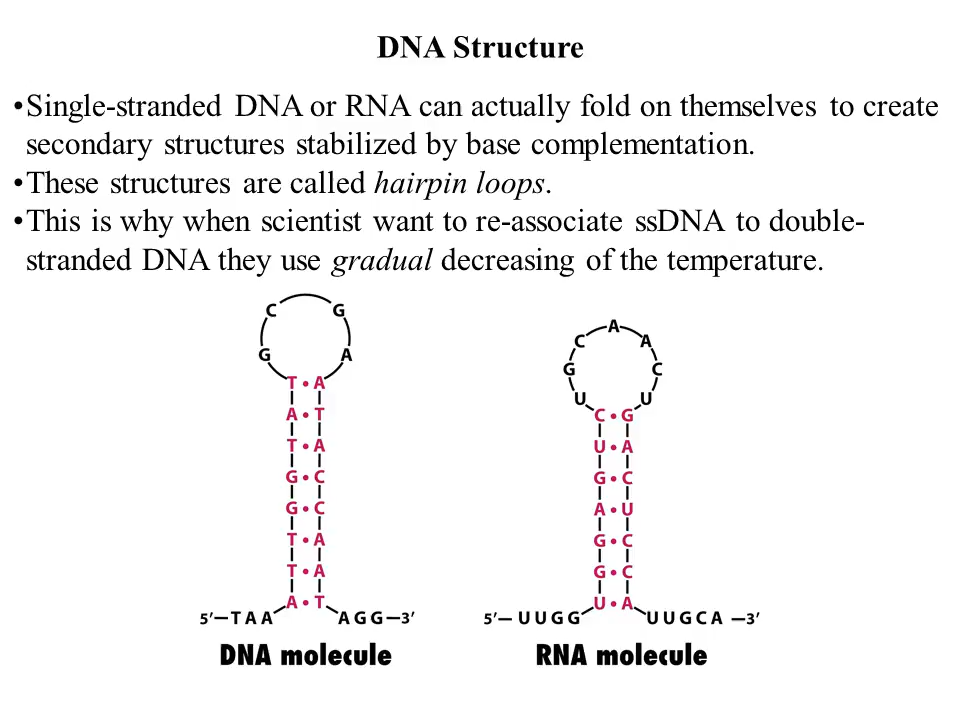 DNA Structure
•Single-stranded DNA or RNA can actually fold on themselves to create
secondary structures stabilized by base complementation.
•These structures are called hairpin loops.
•This is why when scientist want to re-associate ssDNA to double-
stranded DNA they use gradual decreasing of the temperature.
C G
G A
T • A
A • T
T • A
G • C
G • C
T • A
T • A
A • T
5′–T A A A G G–3′
DNA molecule
A
C A
G C
U U
C • G
U • A
G • C
A • U
G • C
G • C
U • A
5′– U U G G U U G C A –3′
RNA molecule